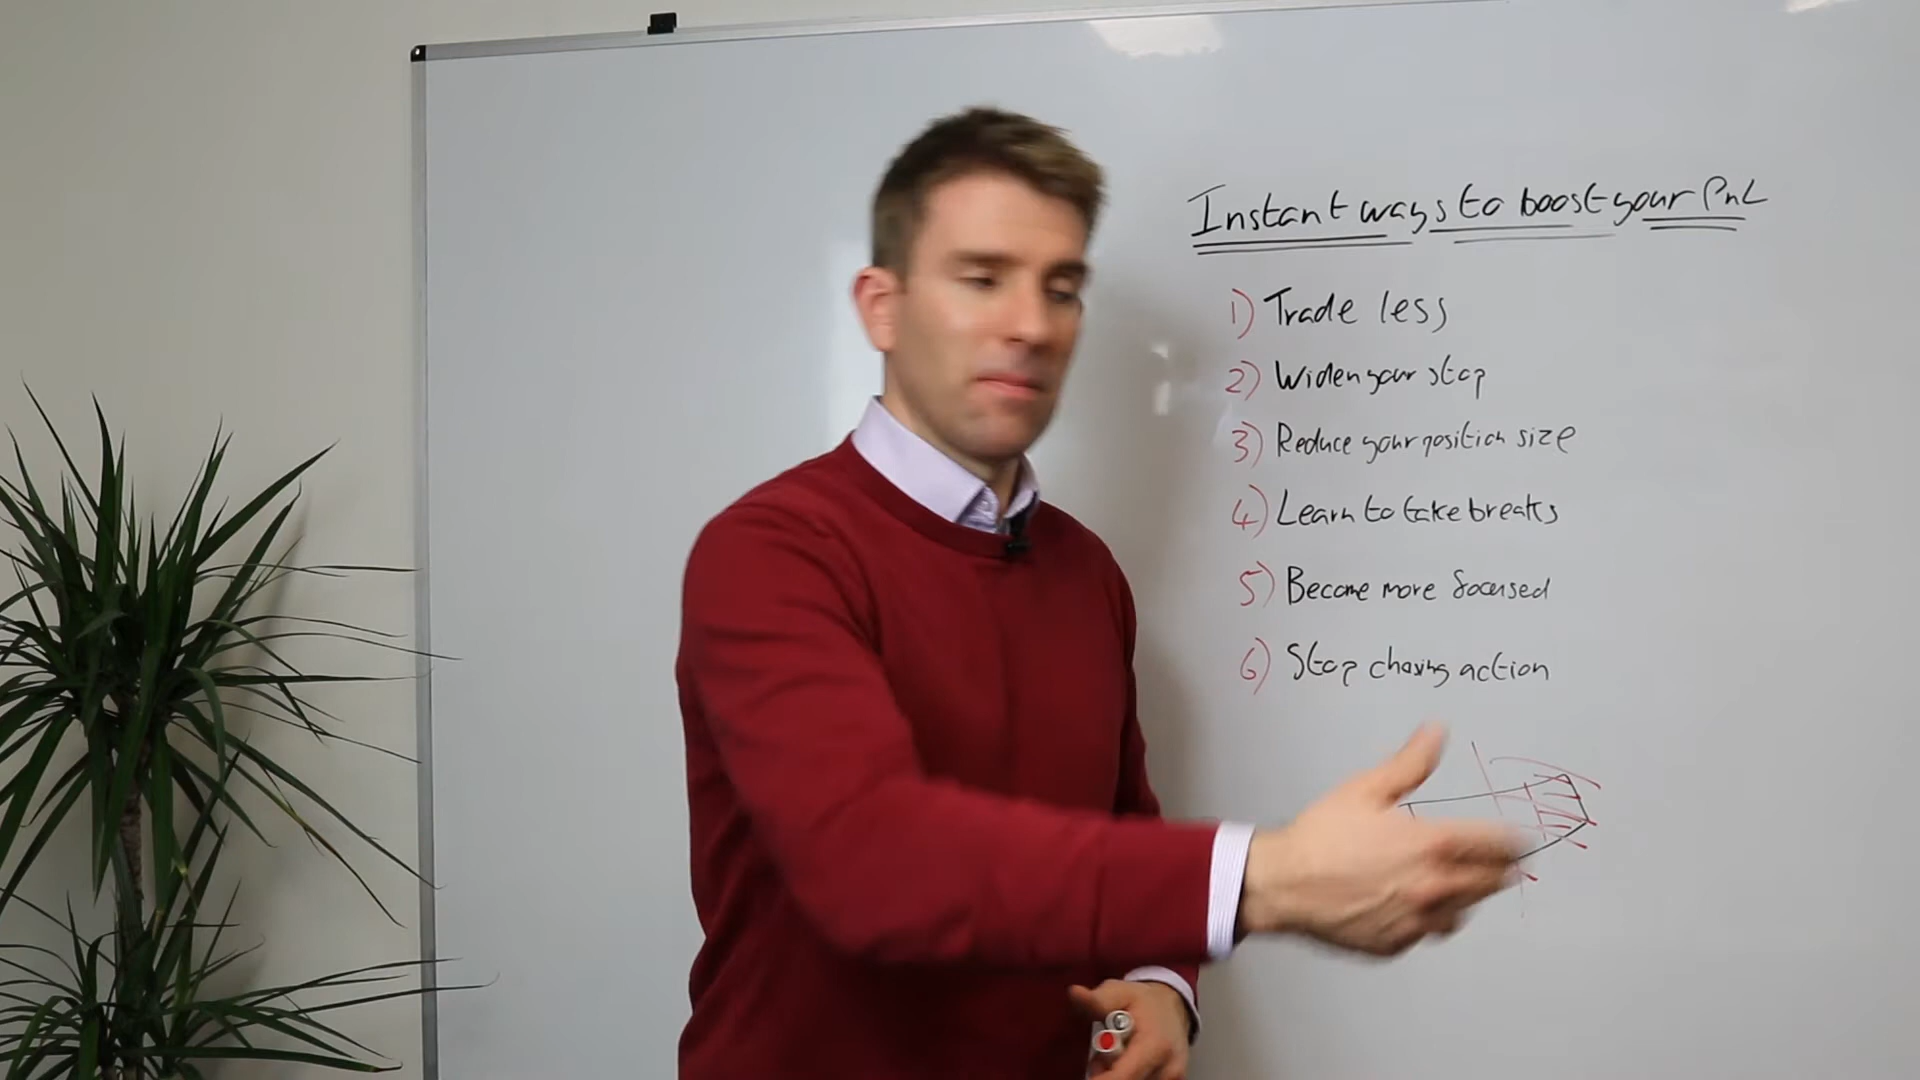 Instant ways to boost your PnL
1) Trade less
2) Widen your stop
3) Reduce your position size
4) Learn to take breaks
5) Become more focused
6) Stop chasing action